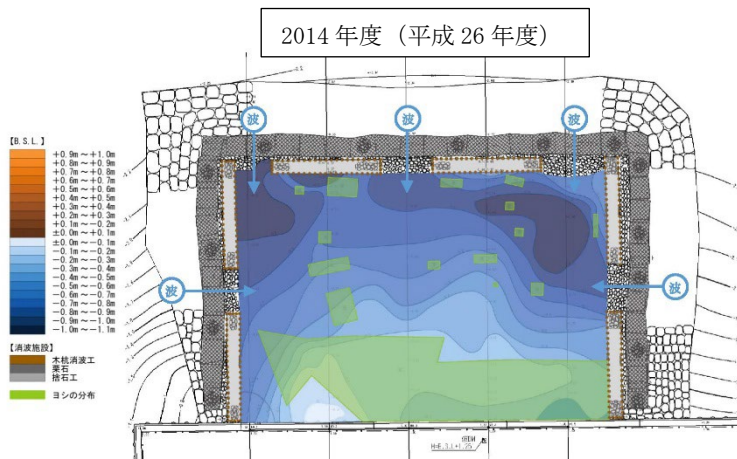 2014 年度（平成 26 年度）
波
波
波
【B.S.L.】
+0.9m～+1.0m
+0.8m～+0.9m
+0.7m～+0.8m
+0.6m～+0.7m
+0.5m～+0.6m
+0.4m～+0.5m
+0.3m～+0.4m
+0.2m～+0.3m
+0.1m～+0.2m
±0.0m～+0.1m
±0.0m～-0.1m
-0.1m～-0.2m
-0.2m～-0.3m
-0.3m～-0.4m
-0.4m～-0.5m
-0.5m～-0.6m
-0.6m～-0.7m
-0.7m～-0.8m
-0.8m～-0.9m
-0.9m～-1.0m
-1.0m～-1.1m
波
波
【消波施設】
木杭消波工
栗石
捨石工
ヨシの分布